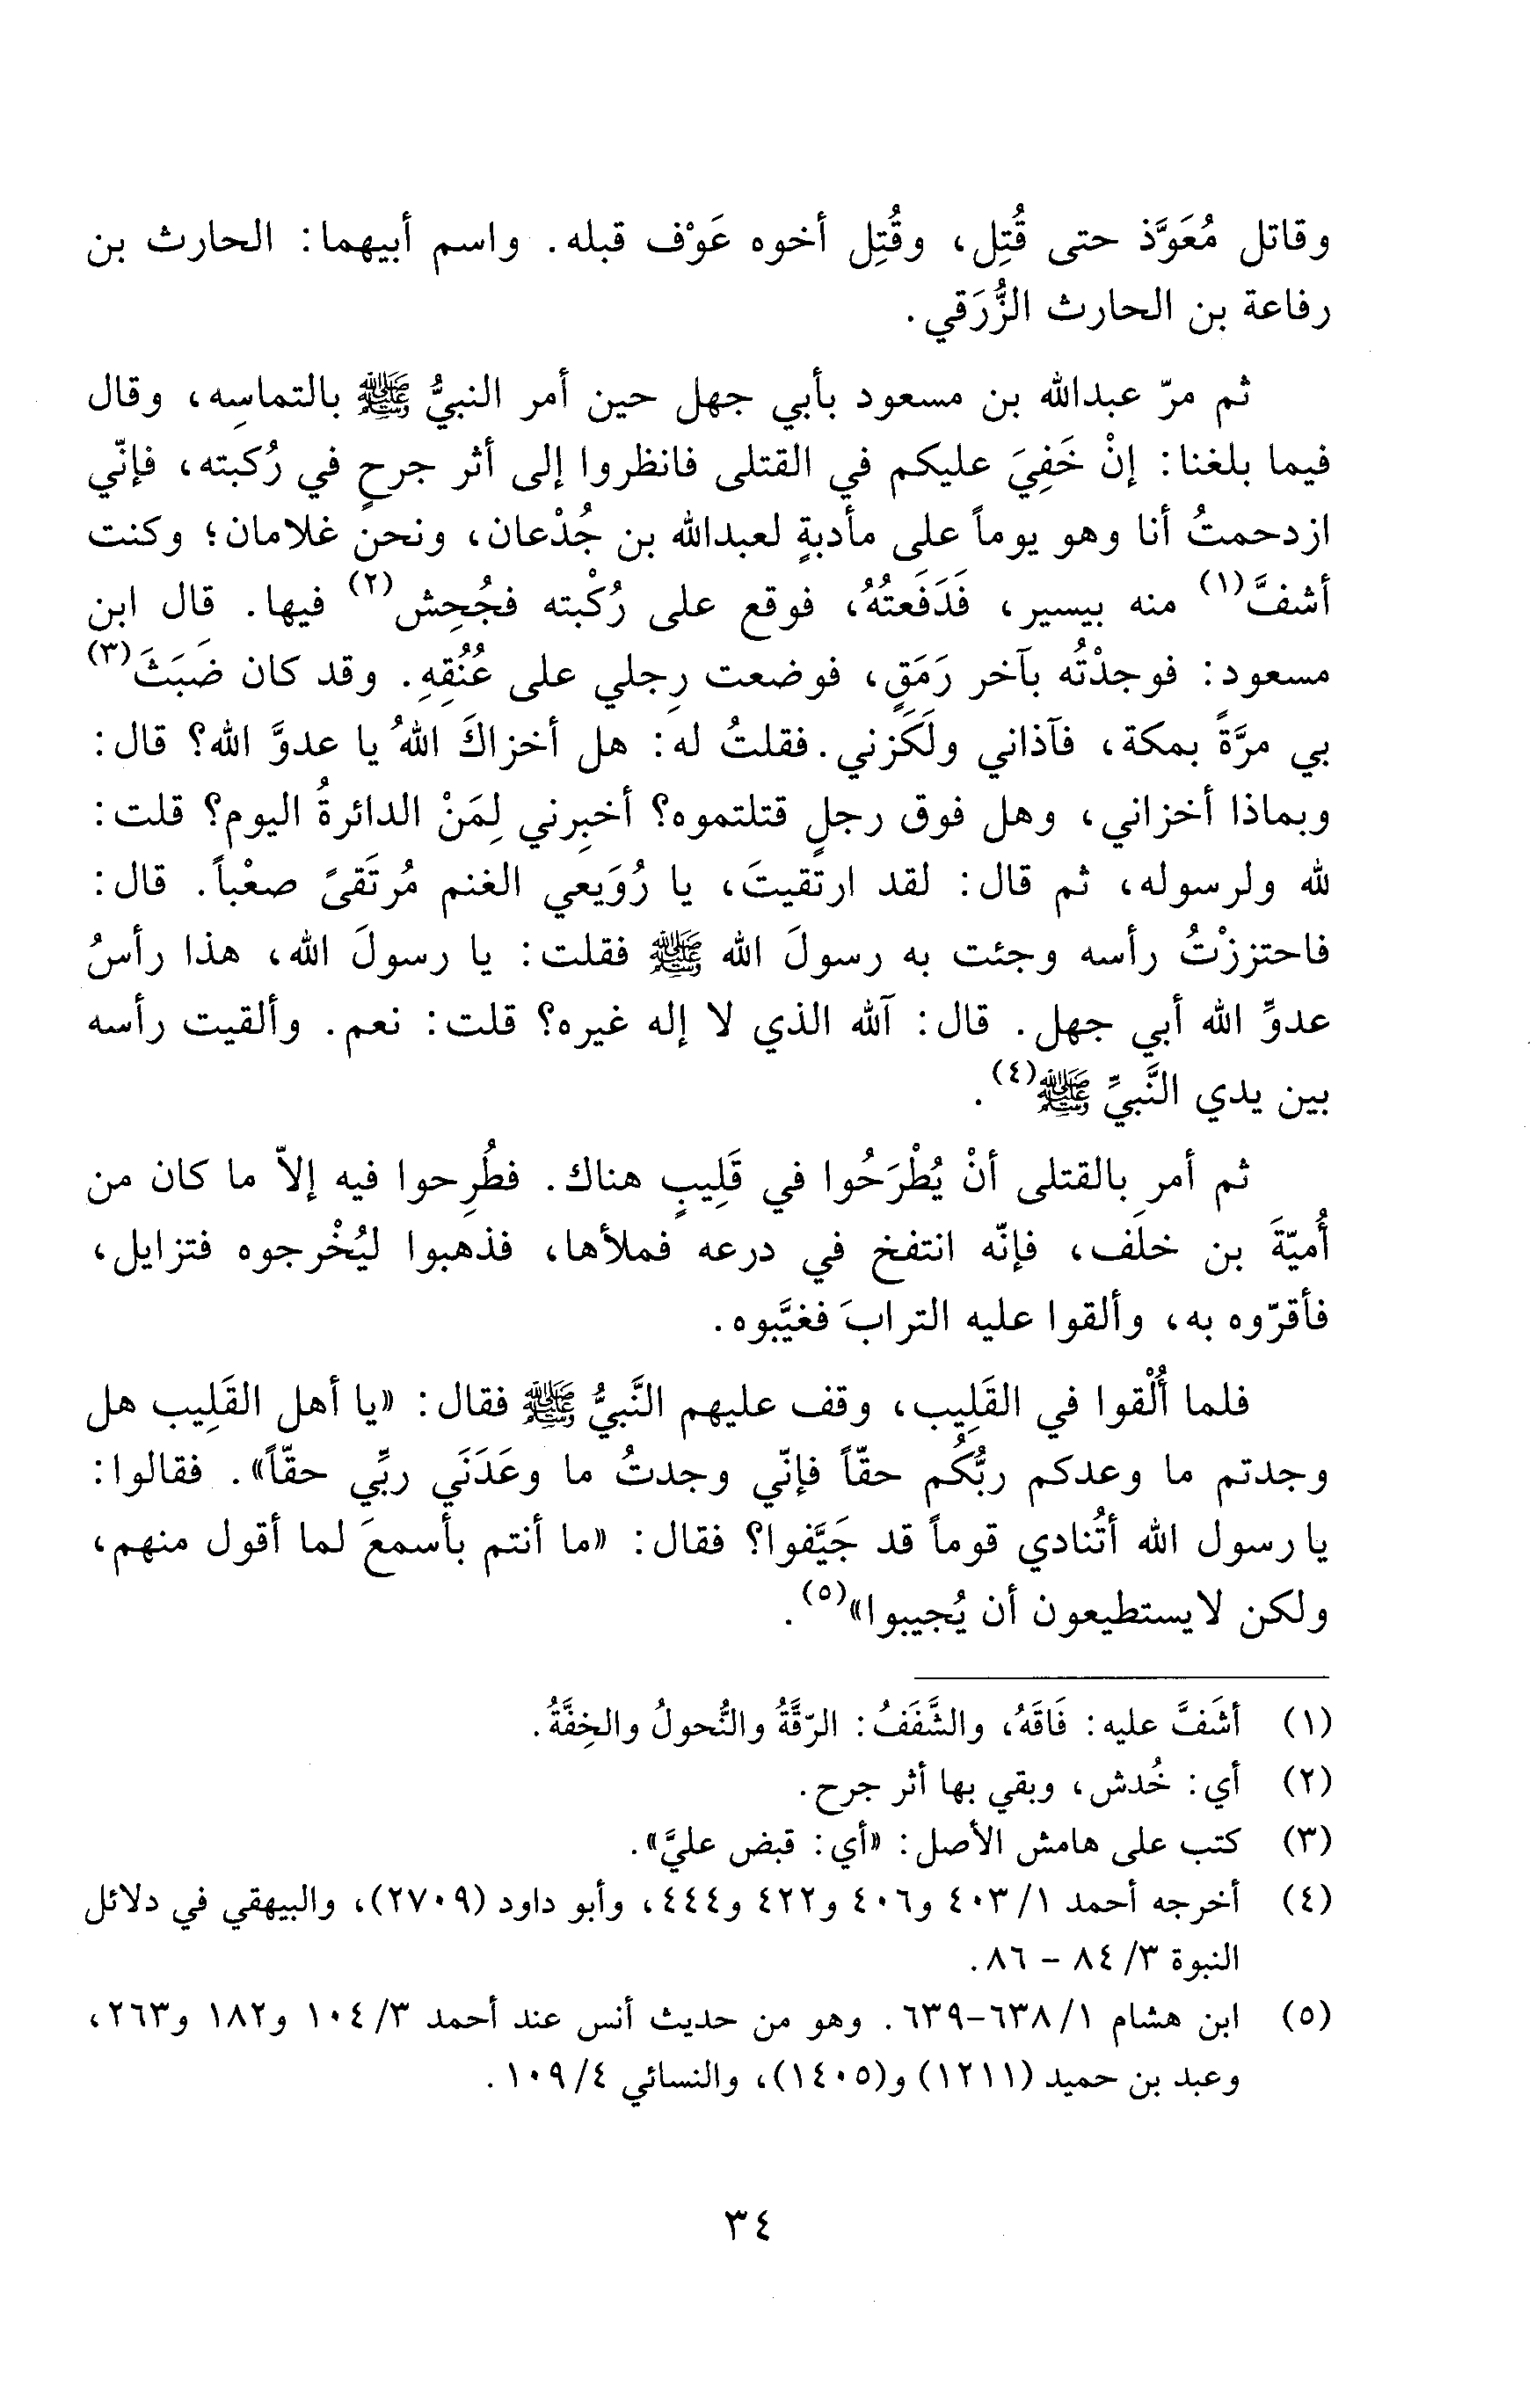 وقاتل مُعَوَّذ حتى قُتِل، وقُتِل أخوه عَوْف قبله. واسم أبيهما: الحارث بن
رفاعة بن الحارث الزُّرَقي.
ثم مرّ عبدالله بن مسعود بأبي جهل حين أمر النبيُّ ﷺ بالتماسِه، وقال
فيما بلغنا: إنْ خَفِيَ عليكم في القتلى فانظروا إلى أثر جرحٍ في رُكبته، فإنّي
ازدحمتُ أنا وهو يوماً على مأدبةٍ لعبدالله بن جُدْعان، ونحن غلامان؛ وكنت
أشفَّ(١) منه بيسير، فَدَفَعتُهُ، فوقع على رُكْبته فجُحِش(٢) فيها. قال ابن
مسعود: فوجدْتُه بآخر رَمَقٍ، فوضعت رِجلي على عُنُقِهِ. وقد كان ضَبَثَ(٣)
بي مرَّةً بمكة، فآذاني ولَكَزني. فقلتُ له: هل أخزاكَ اللهُ يا عدوَّ الله؟ قال:
وبماذا أخزاني، وهل فوق رجلٍ قتلتموه؟ أخبِرني لِمَنْ الدائرةُ اليوم؟ قلت:
لله ولرسوله، ثم قال: لقد ارتقيتَ، يا رُوَيعي الغنم مُرتَقىً صعْباً. قال:
فاحتززْتُ رأسه وجئت به رسولَ الله ﷺ فقلت: يا رسولَ الله، هذا رأسُ
عدوِّ الله أبي جهل. قال: آلله الذي لا إله غيره؟ قلت: نعم. وألقيت رأسه
بين يدي النَّبيِّ ﷺ(٤).
ثم أمر بالقتلى أنْ يُطْرَحُوا في قَلِيبٍ هناك. فطُرِحوا فيه إلاّ ما كان من
أُميّةَ بن خلَف، فإنّه انتفخ في درعه فملأها، فذهبوا ليُخْرجوه فتزايل،
فأقرّوه به، وألقوا عليه الترابَ فغيَّبوه.
فلما أُلْقوا في القَلِيب، وقف عليهم النَّبيُّ ﷺ فقال: «يا أهل القَلِيب هل
وجدتم ما وعدكم ربُّكُم حقّاً فإنّي وجدتُ ما وعَدَنَي ربِّي حقّاً». فقالوا:
يا رسول الله أتُنادي قوماً قد جَيَّفوا؟ فقال: «ما أنتم بأسمعَ لما أقول منهم،
ولكن لايستطيعون أن يُجيبوا»(٥).
(١) أشَفَّ عليه: فَاقَهُ، والشَّفَفُ: الرّقَّةُ والنُّحولُ والخِفَّةُ.
(٢) أي: خُدش، وبقي بها أثر جرح.
(٣) كتب على هامش الأصل: «أي: قبض عليَّ».
(٤) أخرجه أحمد ١/ ٤٠٣ و٤٠٦ و٤٢٢ و٤٤٤، وأبو داود (٢٧٠٩)، والبيهقي في دلائل
النبوة ٣/ ٨٤ - ٨٦.
(٥) ابن هشام ١/ ٦٣٨-٦٣٩. وهو من حديث أنس عند أحمد ٣/ ١٠٤ و١٨٢ و٢٦٣،
وعبد بن حميد (١٢١١) و(١٤٠٥)، والنسائي ٤/ ١٠٩.
٣٤